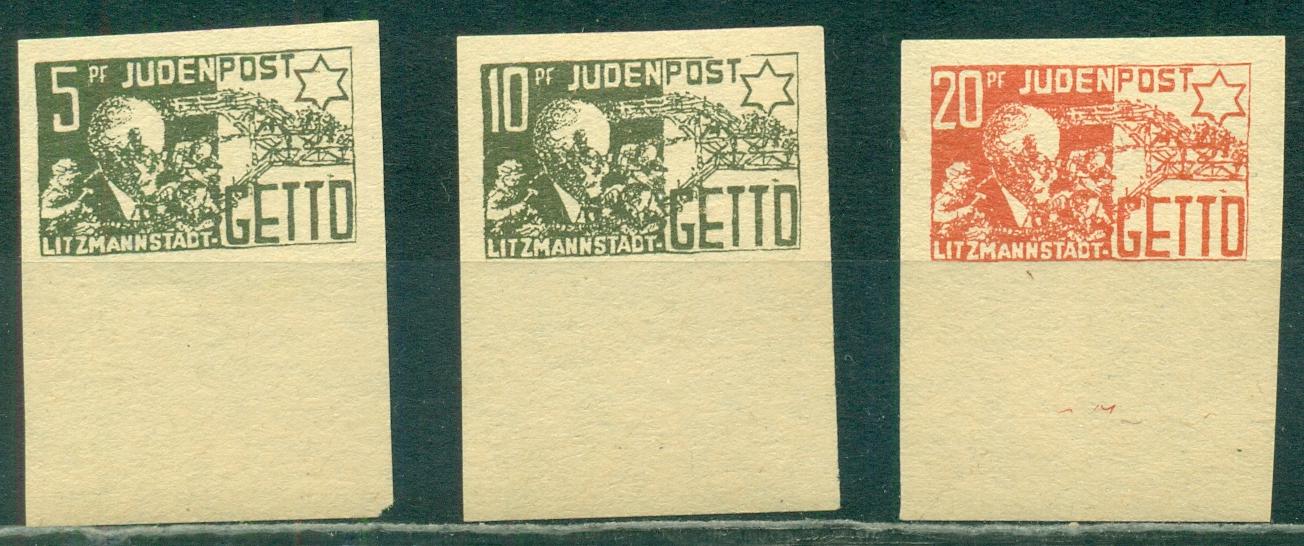 5 PF JUDENPOST
LITZMANNSTADT-GETTO
10 PF JUDENPOST
LITZMANNSTADT-GETTO
20 PF JUDENPOST
LITZMANNSTADT-GETTO